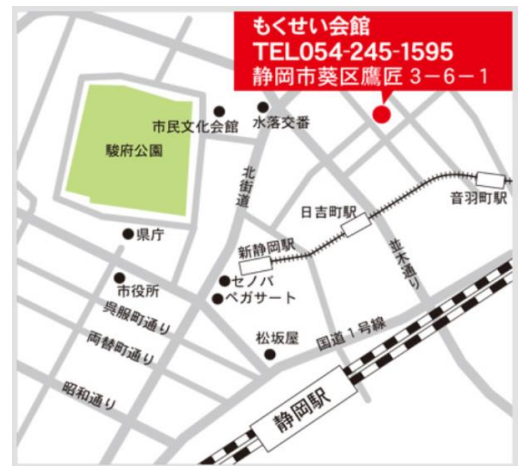 もくせい会館
TEL054-245-1595
静岡市葵区鷹匠3-6-1
市民文化会館
水落交番
駿府公園
北街道
音羽町駅
日吉町駅
県庁
新静岡駅
並木通り
セノバ
市役所
ペガサート
呉服町通り
国道1号線
松坂屋
両替町通り
昭和通り
静岡駅